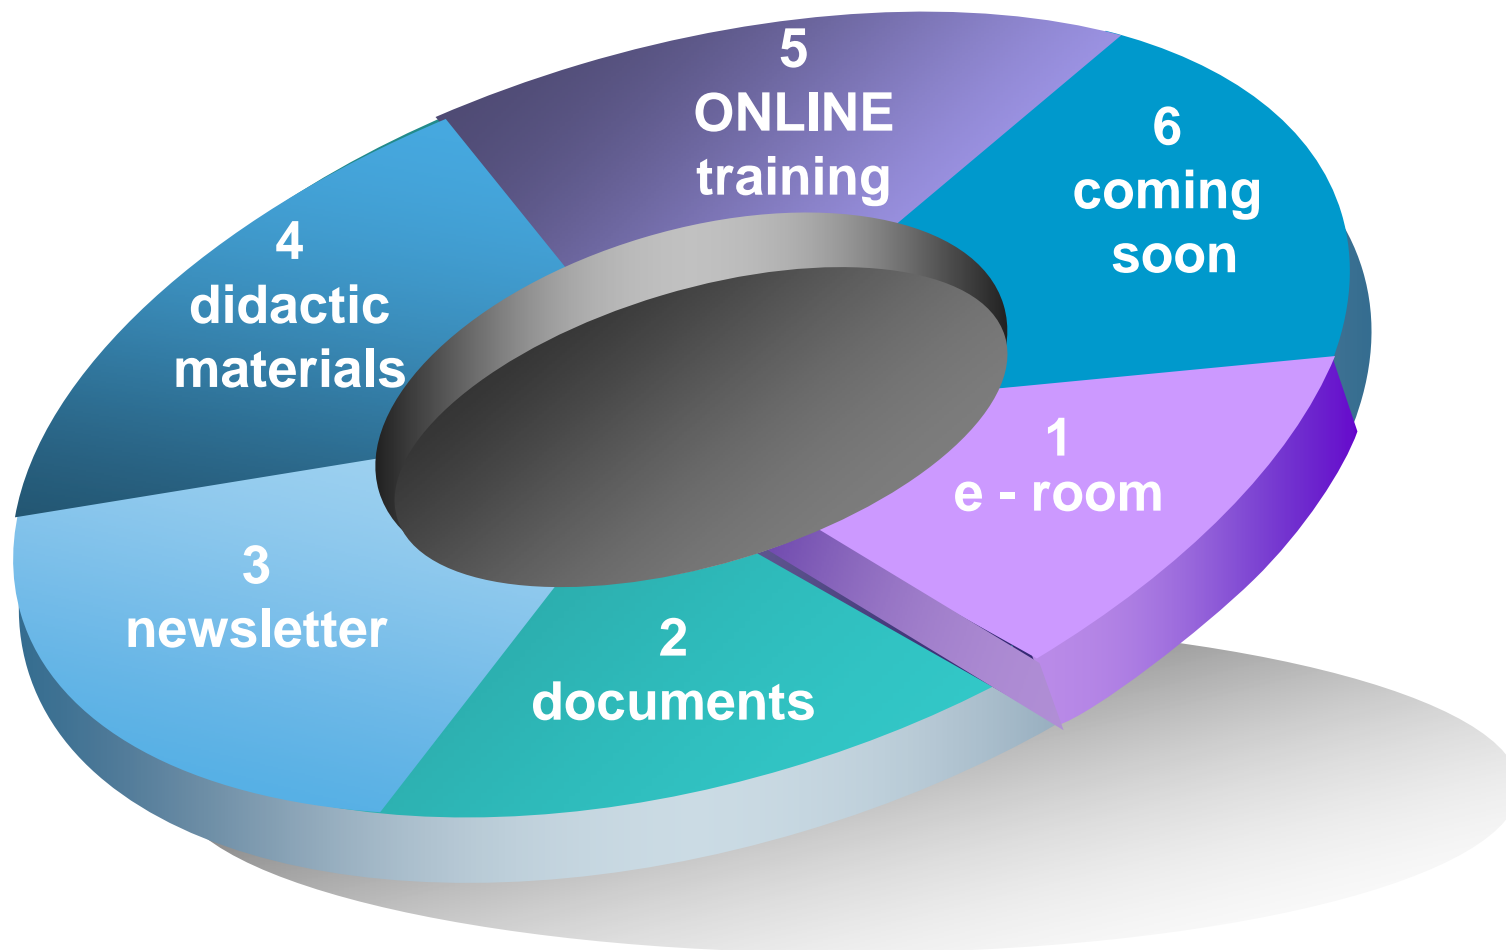 5
ONLINE
training
6
coming
soon
4
didactic
materials
1
e - room
3
newsletter
2
documents